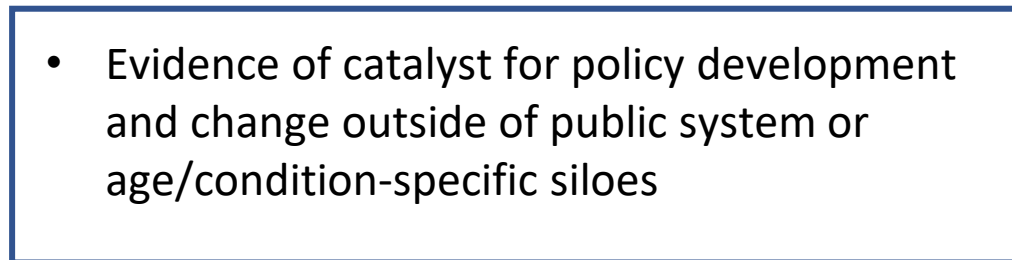 • Evidence of catalyst for policy development
and change outside of public system or
age/condition-specific siloes